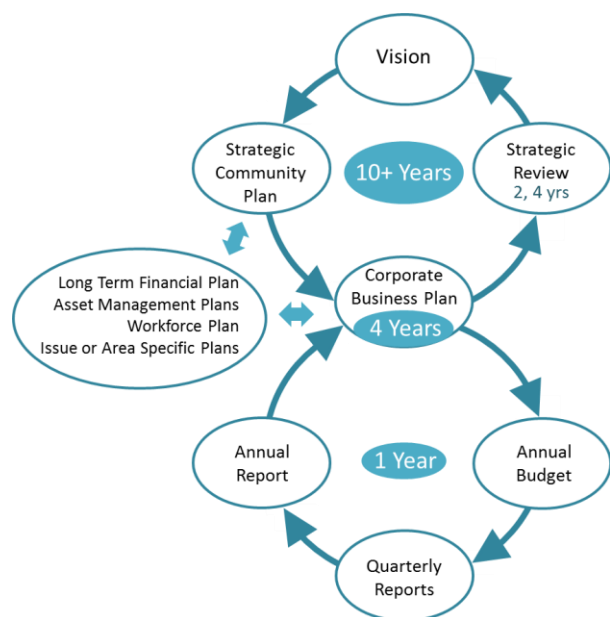 Vision
Strategic
Community
Plan
10+ Years
Strategic
Review
2, 4 yrs
Long Term Financial Plan
Asset Management Plans
Workforce Plan
Issue or Area Specific Plans
Corporate
Business Plan
4 Years
Annual
Report
1 Year
Annual
Budget
Quarterly
Reports